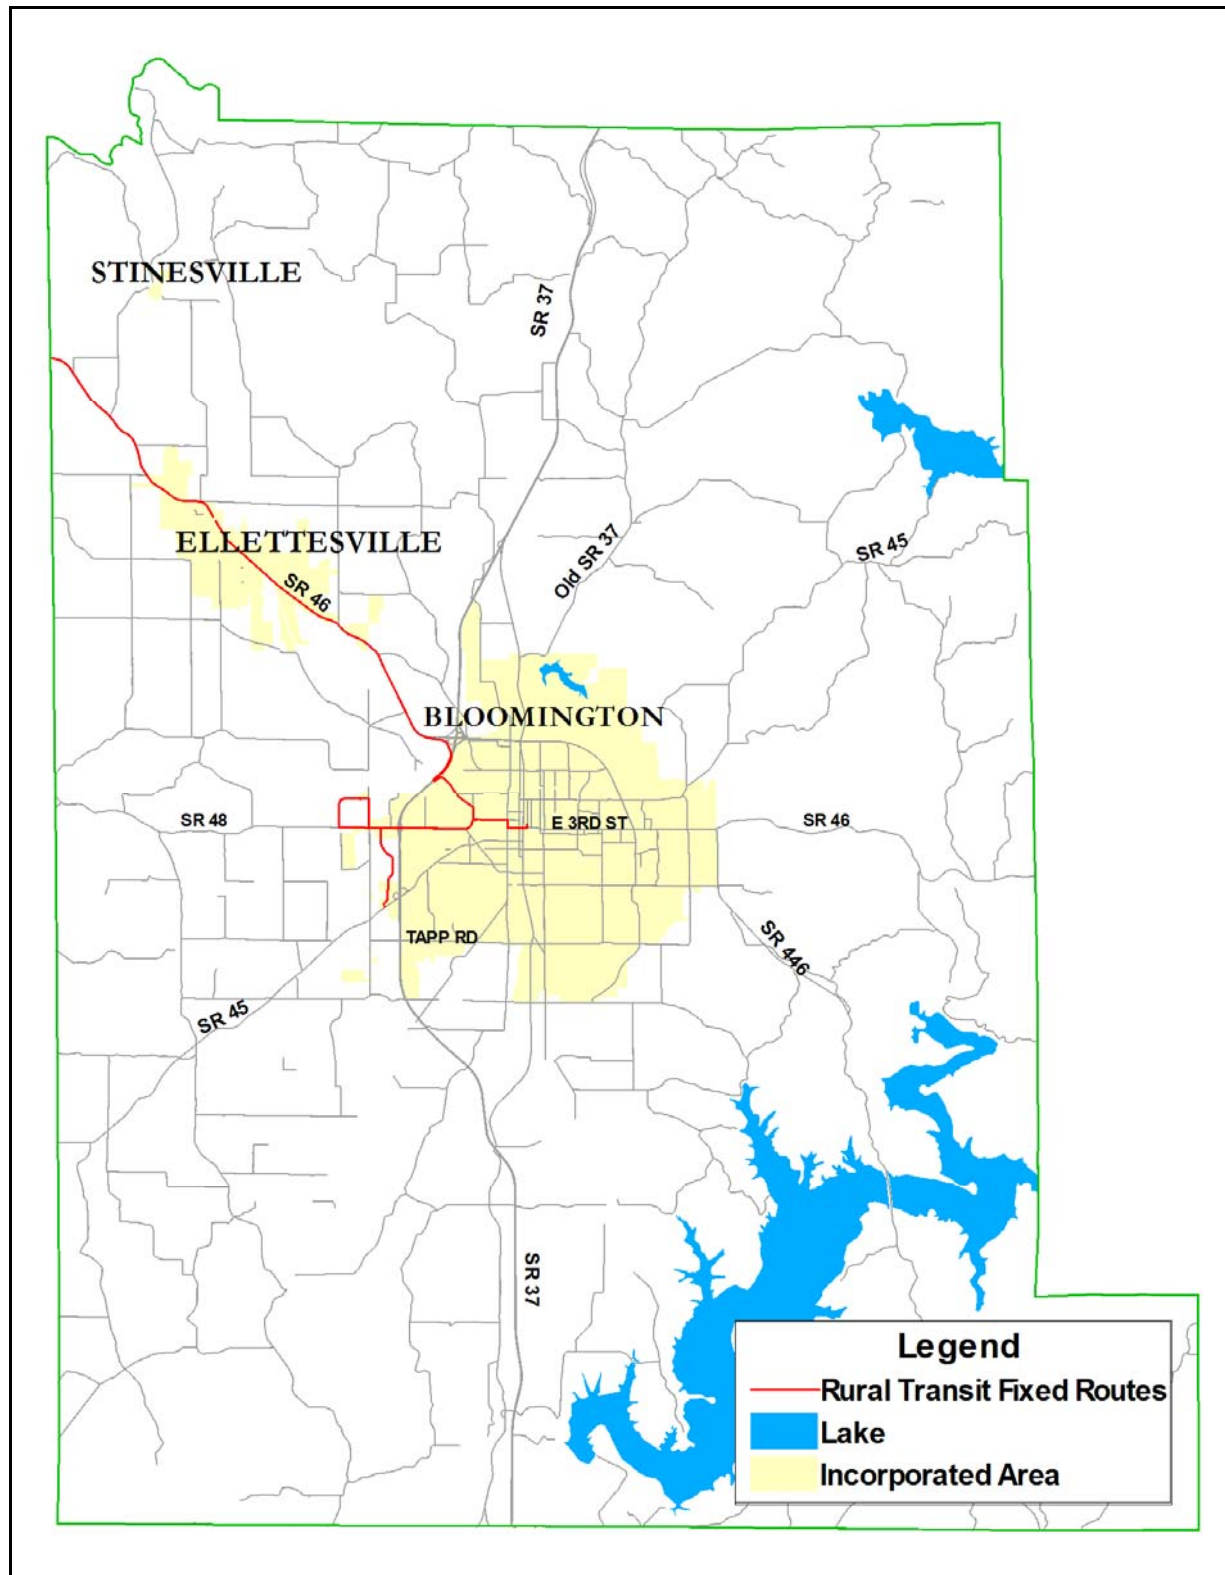 STINESVILLE
SR 37
ELLETTESVILLE
Old SR 37
SR 45
SR 46
BLOOMINGTON
SR 48
E 3RD ST
SR 46
TAPP RD
SR 446
SR 45
SR 37
Legend
Rural Transit Fixed Routes
Lake
Incorporated Area